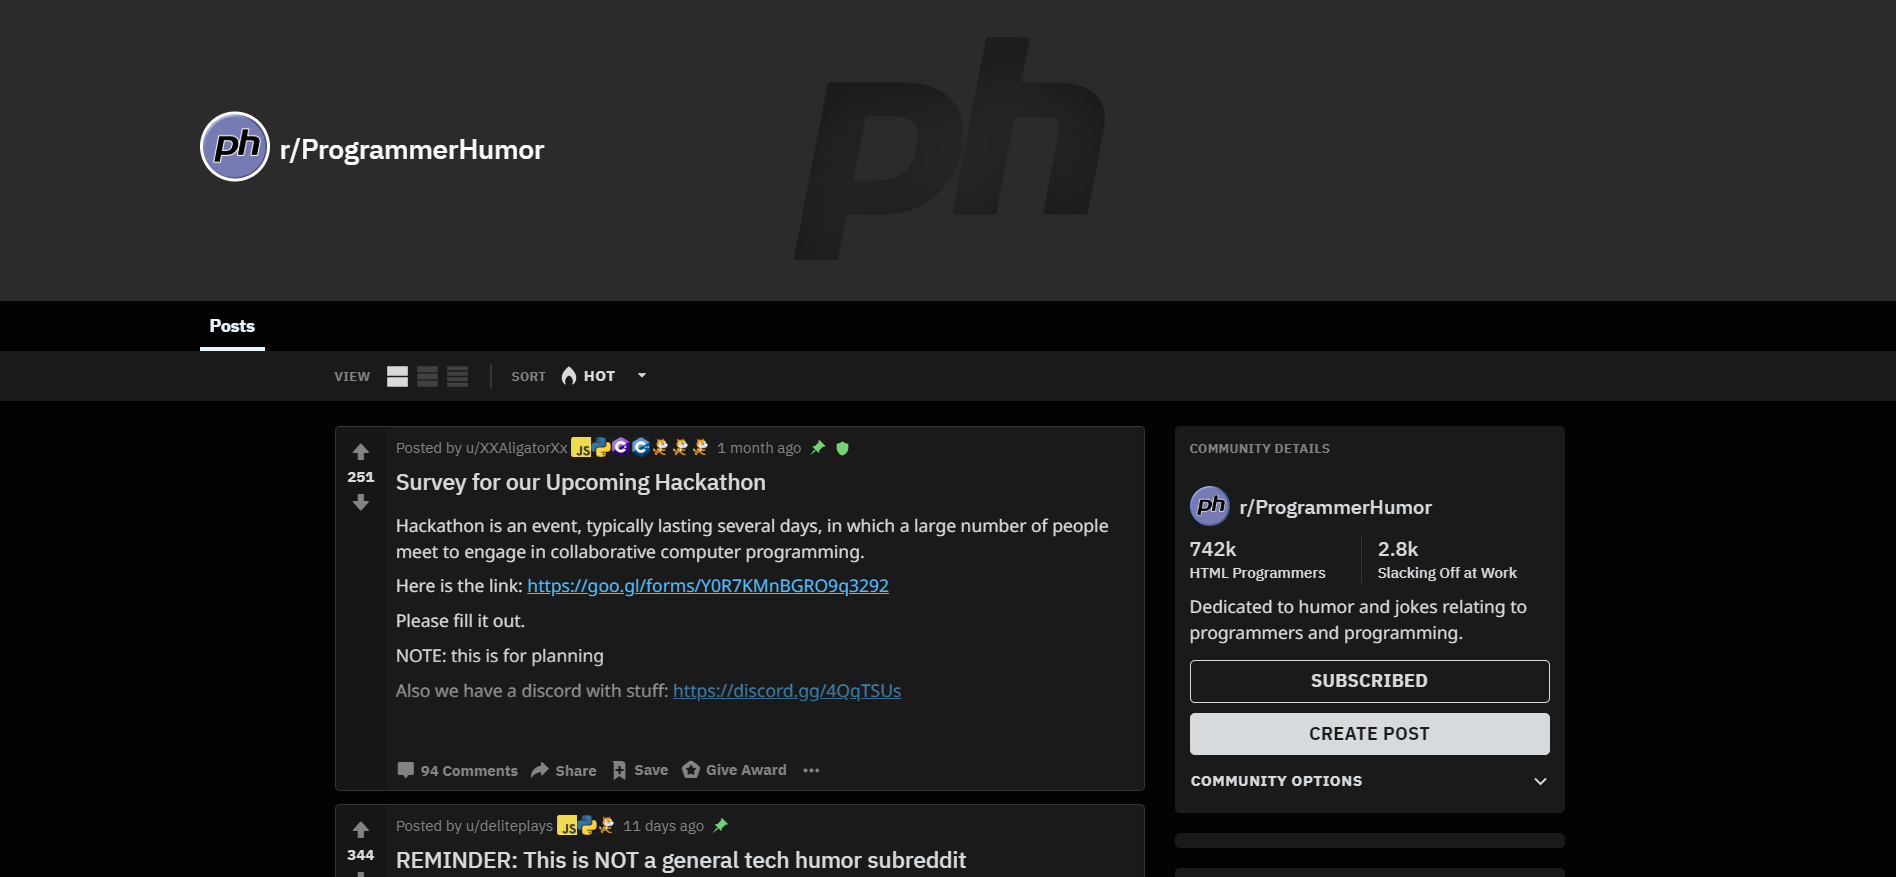 ph
ph r/ProgrammerHumor
Posts
VIEW SORT HOT
Posted by u/XXAligatorXx JS C C 1 month ago
251
Survey for our Upcoming Hackathon
Hackathon is an event, typically lasting several days, in which a large number of people
meet to engage in collaborative computer programming.
Here is the link: https://goo.gl/forms/Y0R7KMnBGRO9q3292
Please fill it out.
NOTE: this is for planning
Also we have a discord with stuff: https://discord.gg/4QqTSUs
94 Comments Share Save Give Award ...
Posted by u/deliteplays JS 11 days ago
344
REMINDER: This is NOT a general tech humor subreddit
COMMUNITY DETAILS
ph r/ProgrammerHumor
742k 2.8k
HTML Programmers Slacking Off at Work
Dedicated to humor and jokes relating to
programmers and programming.
SUBSCRIBED
CREATE POST
COMMUNITY OPTIONS